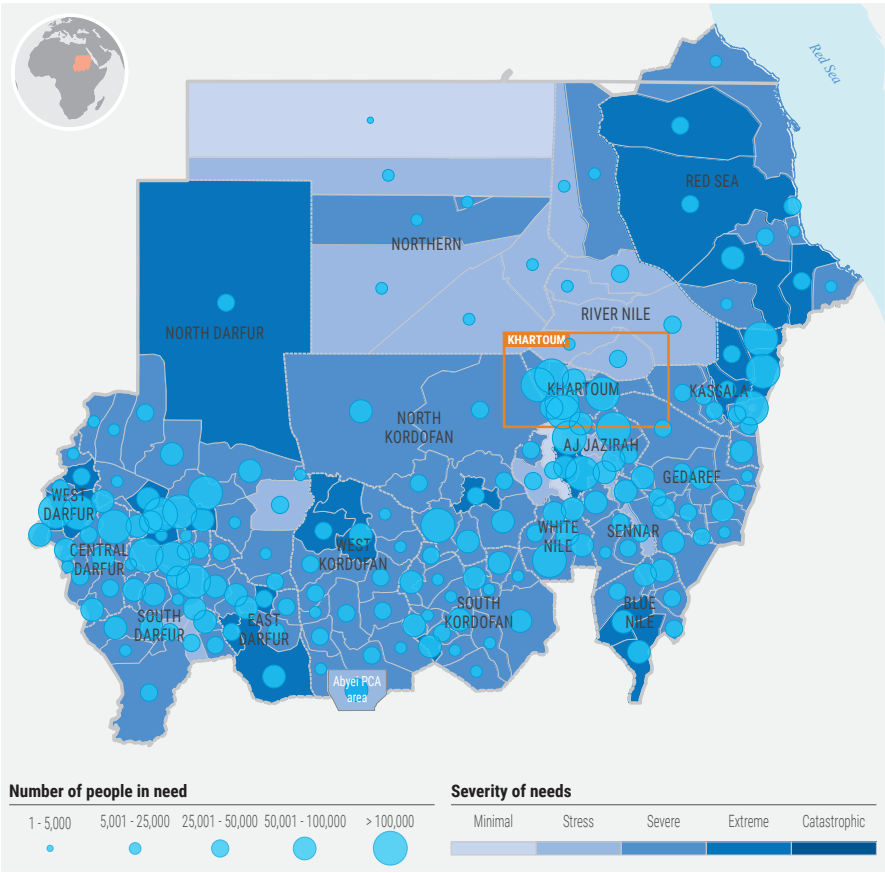 Red Sea
RED SEA
NORTHERN
RIVER NILE
NORTH DARFUR
KHARTOUM
KHARTOUM
KASSALA
NORTH
KORDOFAN
AJ JAZIRAH
GEDAREF
WEST
DARFUR
WHITE
NILE
SENNAR
CENTRAL
DARFUR
WEST
KORDOFAN
SOUTH
KORDOFAN
BLUE
NILE
SOUTH
DARFUR
EAST
DARFUR
Abyei PCA
area
Number of people in need
1 - 5,000 5,001 - 25,000 25,001 - 50,000 50,001 - 100,000 > 100,000
Severity of needs
Minimal Stress Severe Extreme Catastrophic